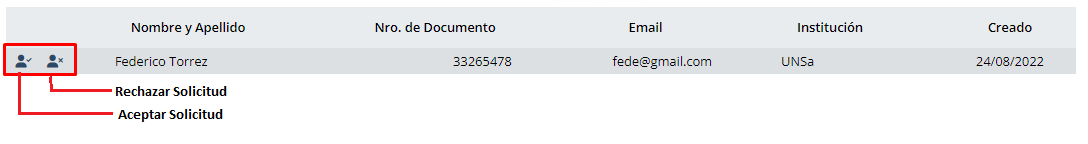 Nombre y Apellido Nro. de Documento Email Institución Creado
Federico Torrez 33265478 fede@gmail.com UNSa 24/08/2022
Rechazar Solicitud
Aceptar Solicitud